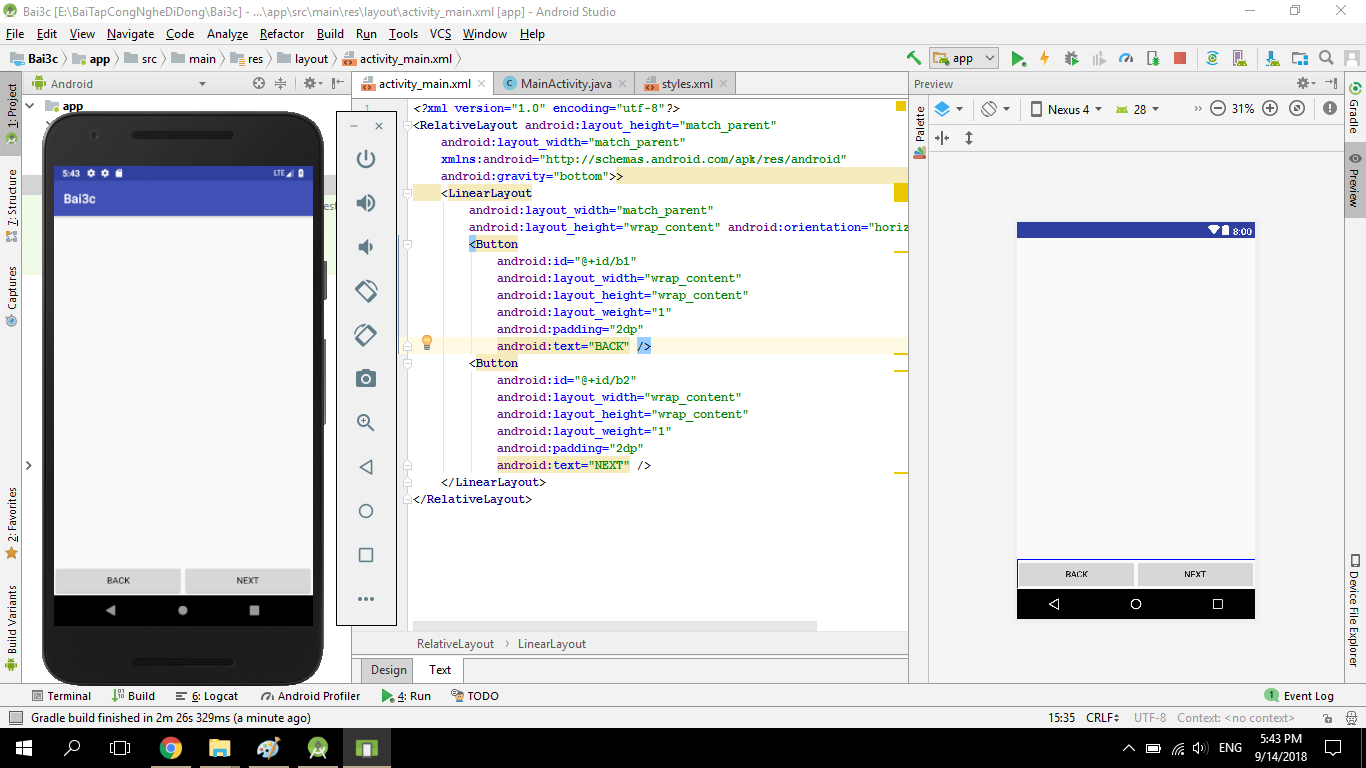 Bai3c [E:\BaiTapCongNgheDiDong\Bai3c] - ...\app\src\main\res\layout\activity_main.xml [app] - Android Studio
File Edit View Navigate Code Analyze Refactor Build Run Tools VCS Window Help
Bai3c app src main res layout activity_main.xml app
Android
activity_main.xml MainActivity.java styles.xml
Preview
1: Project
7: Structure
Captures
2: Favorites
Build Variants
app
5:43 LTE
Bai3c
BACK NEXT
1
<?xml version="1.0" encoding="utf-8"?>
<RelativeLayout android:layout_height="match_parent"
android:layout_width="match_parent"
xmlns:android="http://schemas.android.com/apk/res/android"
android:gravity="bottom">>
<LinearLayout
android:layout_width="match_parent"
android:layout_height="wrap_content" android:orientation="horiz
<Button
android:id="@+id/b1"
android:layout_width="wrap_content"
android:layout_height="wrap_content"
android:layout_weight="1"
android:padding="2dp"
android:text="BACK" />
<Button
android:id="@+id/b2"
android:layout_width="wrap_content"
android:layout_height="wrap_content"
android:layout_weight="1"
android:padding="2dp"
android:text="NEXT" />
</LinearLayout>
</RelativeLayout>
RelativeLayout LinearLayout
Design Text
Palette
Nexus 4 28 31%
8:00
BACK NEXT
Gradle
Preview
Device File Explorer
Terminal Build 6: Logcat Android Profiler 4: Run TODO 1 Event Log
Gradle build finished in 2m 26s 329ms (a minute ago) 15:35 CRLF UTF-8 Context: <no context>
ENG 5:43 PM
9/14/2018